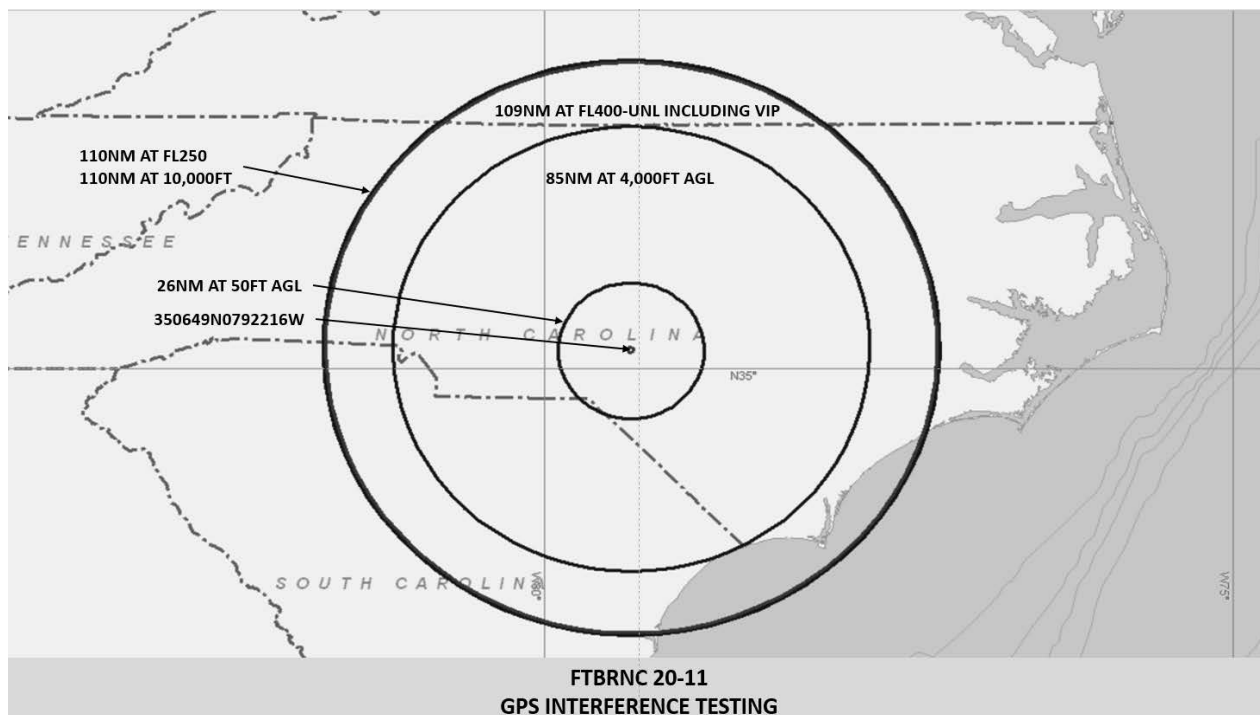 109NM AT FL400-UNL INCLUDING VIP
110NM AT FL250
110NM AT 10,000FT
85NM AT 4,000FT AGL
ENNESSEE
26NM AT 50FT AGL
350649N0792216W
NORTH CAROLINA
N35°
SOUTH CAROLIN
W80°
W75°
FTBRNC 20-11
GPS INTERFERENCE TESTING